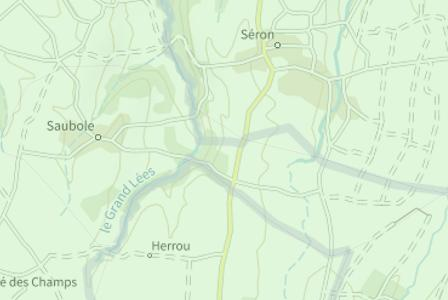 Séron
Saubole
le Grand Lées
Herrou
é des Champs